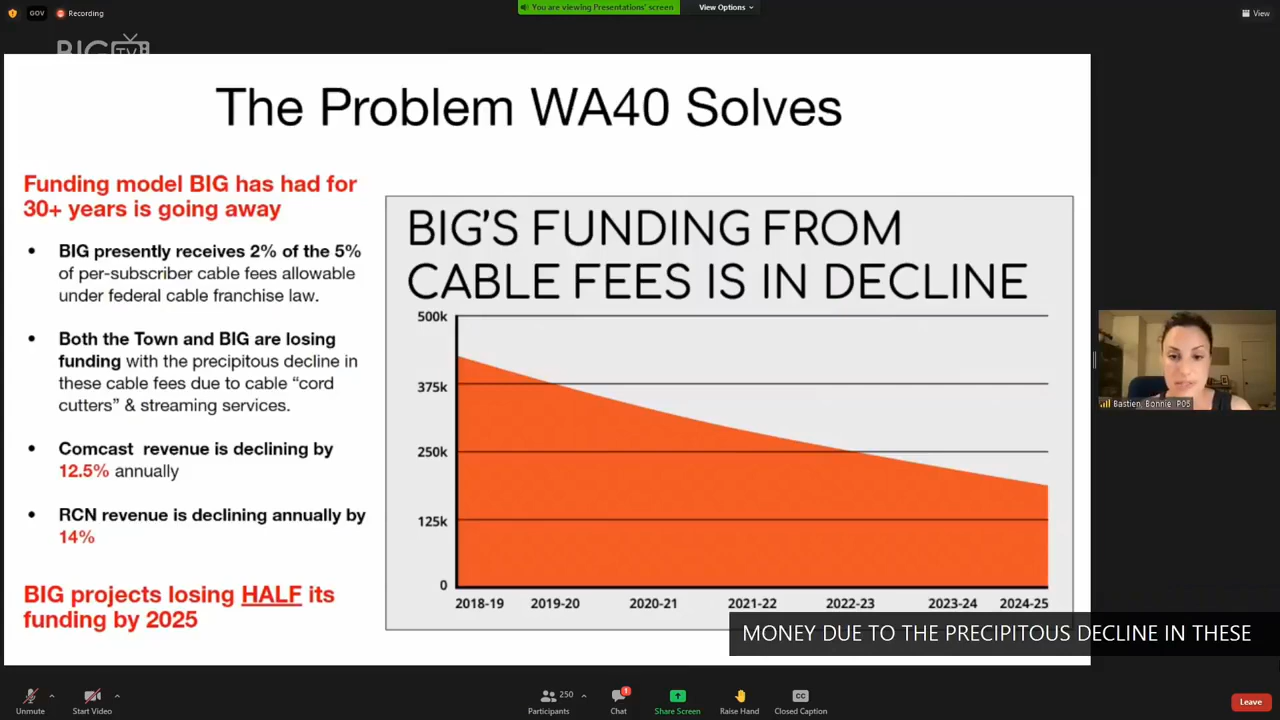 GOV
Recording
You are viewing Presentations' screen
View Options
View
BIG TV
The Problem WA40 Solves
Funding model BIG has had for
30+ years is going away
• BIG presently receives 2% of the 5%
of per-subscriber cable fees allowable
under federal cable franchise law.
• Both the Town and BIG are losing
funding with the precipitous decline in
these cable fees due to cable “cord
cutters” & streaming services.
• Comcast revenue is declining by
12.5% annually
• RCN revenue is declining annually by
14%
BIG projects losing HALF its
funding by 2025
BIG'S FUNDING FROM
CABLE FEES IS IN DECLINE
500k
375k
250k
125k
0
2018-19 2019-20 2020-21 2021-22 2022-23 2023-24 2024-25
MONEY DUE TO THE PRECIPITOUS DECLINE IN THESE
Bastien, Bonnie P05
Unmute
Start Video
250
Participants
1
Chat
Share Screen
Raise Hand
CC
Closed Caption
Leave